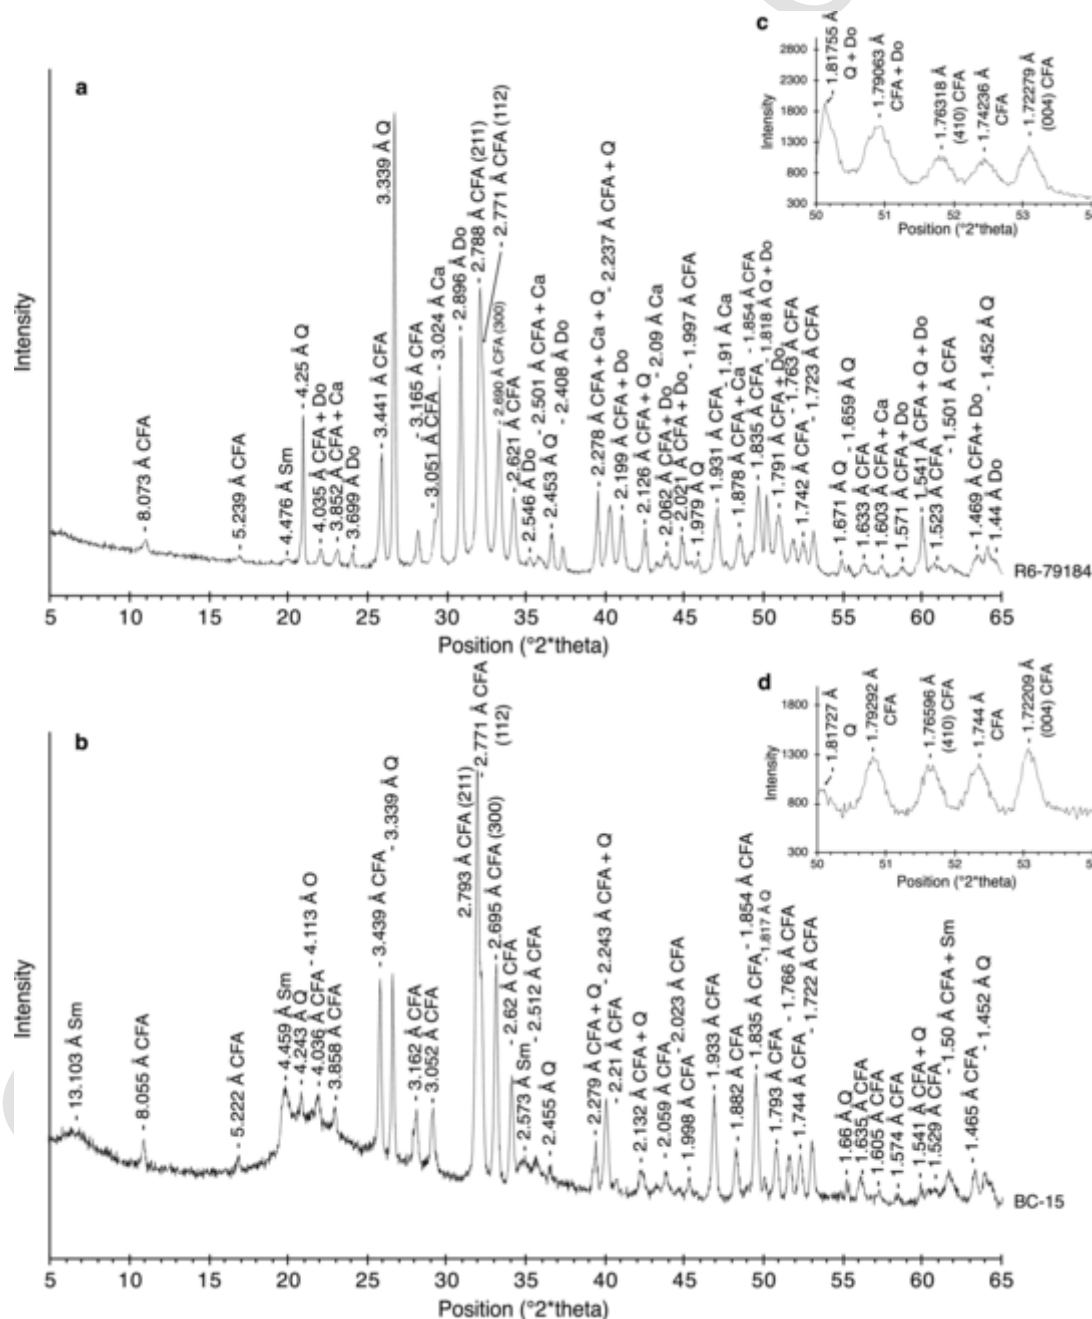 a
Intensity
8.073 Å CFA
5.239 Å CFA
4.476 Å Sm
4.25 Å Q
4.035 Å CFA + Do
3.852 Å CFA + Ca
3.699 Å Do
3.441 Å CFA
3.339 Å Q
3.165 Å CFA
3.051 Å CFA
3.024 Å Ca
2.896 Å Do
2.788 Å CFA (211)
2.771 Å CFA (112)
2.690 Å CFA (300)
2.621 Å CFA
2.546 Å Do
2.501 Å CFA + Ca
2.453 Å Q
2.408 Å Do
2.278 Å CFA + Ca + Q
2.237 Å CFA + Q
2.199 Å CFA + Do
2.126 Å CFA + Q
2.09 Å Ca
2.062 Å CFA + Do
2.021 Å CFA + Do
1.997 Å CFA
1.979 Å Q
1.931 Å CFA
1.91 Å Ca
1.878 Å CFA + Ca
1.854 Å CFA
1.835 Å CFA
1.818 Å Q + Do
1.791 Å CFA + Do
1.763 Å CFA
1.742 Å CFA
1.723 Å CFA
1.671 Å Q
1.659 Å Q
1.633 Å CFA
1.603 Å CFA + Ca
1.571 Å CFA + Do
1.541 Å CFA + Q + Do
1.523 Å CFA
1.501 Å CFA
1.469 Å CFA + Do
1.452 Å Q
1.44 Å Do
R6-79184
5 10 15 20 25 30 35 40 45 50 55 60 65
Position (°2*theta)
c
Intensity
2800
2300
1800
1300
800
300
1.81755 Å
Q + Do
1.79063 Å
CFA + Do
1.76318 Å
(410) CFA
1.74236 Å
CFA
1.72279 Å
(004) CFA
50 51 52 53
Position (°2*theta)
b
Intensity
13.103 Å Sm
8.055 Å CFA
5.222 Å CFA
4.459 Å Sm
4.243 Å Q
4.113 Å O
4.036 Å CFA
3.858 Å CFA
3.439 Å CFA
3.339 Å Q
3.162 Å CFA
3.052 Å CFA
2.793 Å CFA (211)
2.771 Å CFA
(112)
2.695 Å CFA (300)
2.62 Å CFA
2.573 Å Sm
2.512 Å CFA
2.455 Å Q
2.279 Å CFA + Q
2.243 Å CFA + Q
2.21 Å CFA
2.132 Å CFA + Q
2.059 Å CFA
2.023 Å CFA
1.998 Å CFA
1.933 Å CFA
1.882 Å CFA
1.854 Å CFA
1.835 Å CFA
1.817 Å Q
1.793 Å CFA
1.766 Å CFA
1.744 Å CFA
1.722 Å CFA
1.66 Å Q
1.635 Å CFA
1.605 Å CFA
1.574 Å CFA
1.541 Å CFA + Q
1.529 Å CFA
1.50 Å CFA + Sm
1.465 Å CFA
1.452 Å Q
BC-15
5 10 15 20 25 30 35 40 45 50 55 60 65
Position (°2*theta)
d
Intensity
1800
1300
800
300
1.81727 Å
Q
1.79292 Å
CFA
1.76596 Å
(410) CFA
1.744 Å
CFA
1.72209 Å
(004) CFA
50 51 52 53
Position (°2*theta)